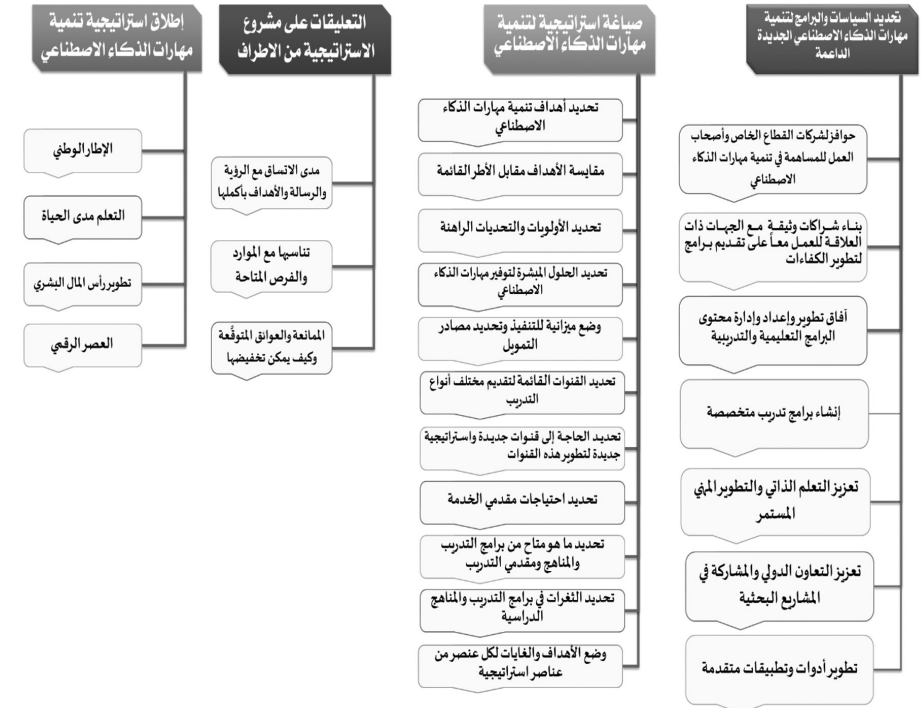 تحديد السياسات والبرامج لتنمية
مهارات الذكاء الاصطناعي الجديدة
الداعمة
حوافز لشركات القطاع الخاص وأصحاب
العمل للمساهمة في تنمية مهارات الذكاء
الاصطناعي
بناء شراكات وثيقة مع الجهات ذات
العلاقة للعمل معاً على تقديم برامج
لتطوير الكفاءات
آفاق تطوير وإعداد وإدارة محتوى
البرامج التعليمية والتدريبية
إنشاء برامج تدريب متخصصة
تعزيز التعلم الذاتي والتطوير المهني
المستمر
تعزيز التعاون الدولي والمشاركة في
المشاريع البحثية
تطوير أدوات وتطبيقات متقدمة
صياغة استراتيجية لتنمية
مهارات الذكاء الاصطناعي
تحديد أهداف تنمية مهارات الذكاء
الاصطناعي
مقايسة الأهداف مقابل الأطر القائمة
تحديد الأولويات والتحديات الراهنة
تحديد الحلول المبشرة لتوفير مهارات الذكاء
الاصطناعي
وضع ميزانية للتنفيذ وتحديد مصادر
التمويل
تحديد القنوات القائمة لتقديم مختلف أنواع
التدريب
تحديد الحاجة إلى قنوات جديدة واستراتيجية
جديدة لتطوير هذه القنوات
تحديد احتياجات مقدمي الخدمة
تحديد ما هو متاح من برامج التدريب
والمناهج ومقدمي التدريب
تحديد الثغرات في برامج التدريب والمناهج
الدراسية
وضع الأهداف والغايات لكل عنصر من
عناصر استراتيجية
التعليقات على مشروع
الاستراتيجية من الاطراف
مدى الاتساق مع الرؤية
والرسالة والأهداف بأكملها
تناسبها مع الموارد
والفرص المتاحة
الممانعة والعوائق المتوقَّعة
وكيف يمكن تخفيضها
إطلاق استراتيجية تنمية
مهارات الذكاء الاصطناعي
الإطار الوطني
التعلم مدى الحياة
تطوير رأس المال البشري
العصر الرقمي